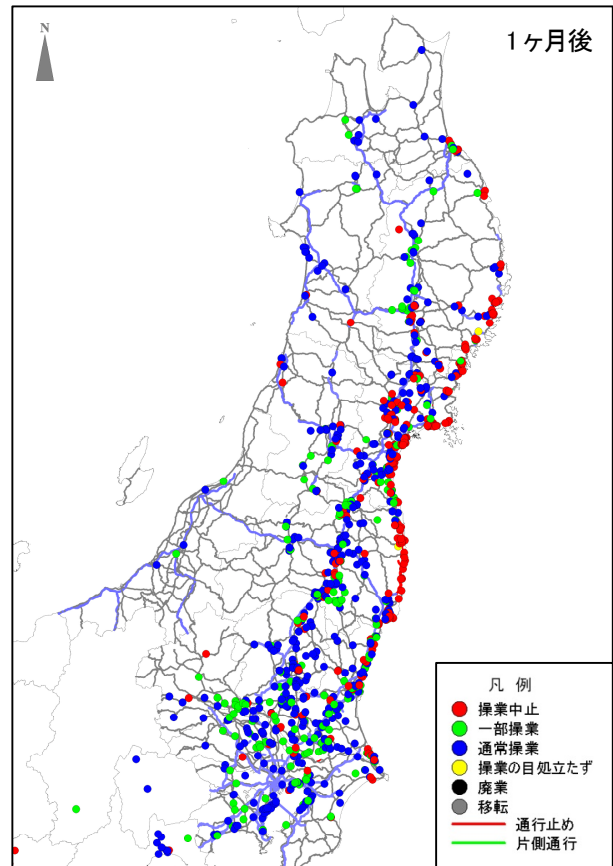 N
1ヶ月後
凡例
操業中止
一部操業
通常操業
操業の目処立たず
廃業
移転
通行止め
片側通行